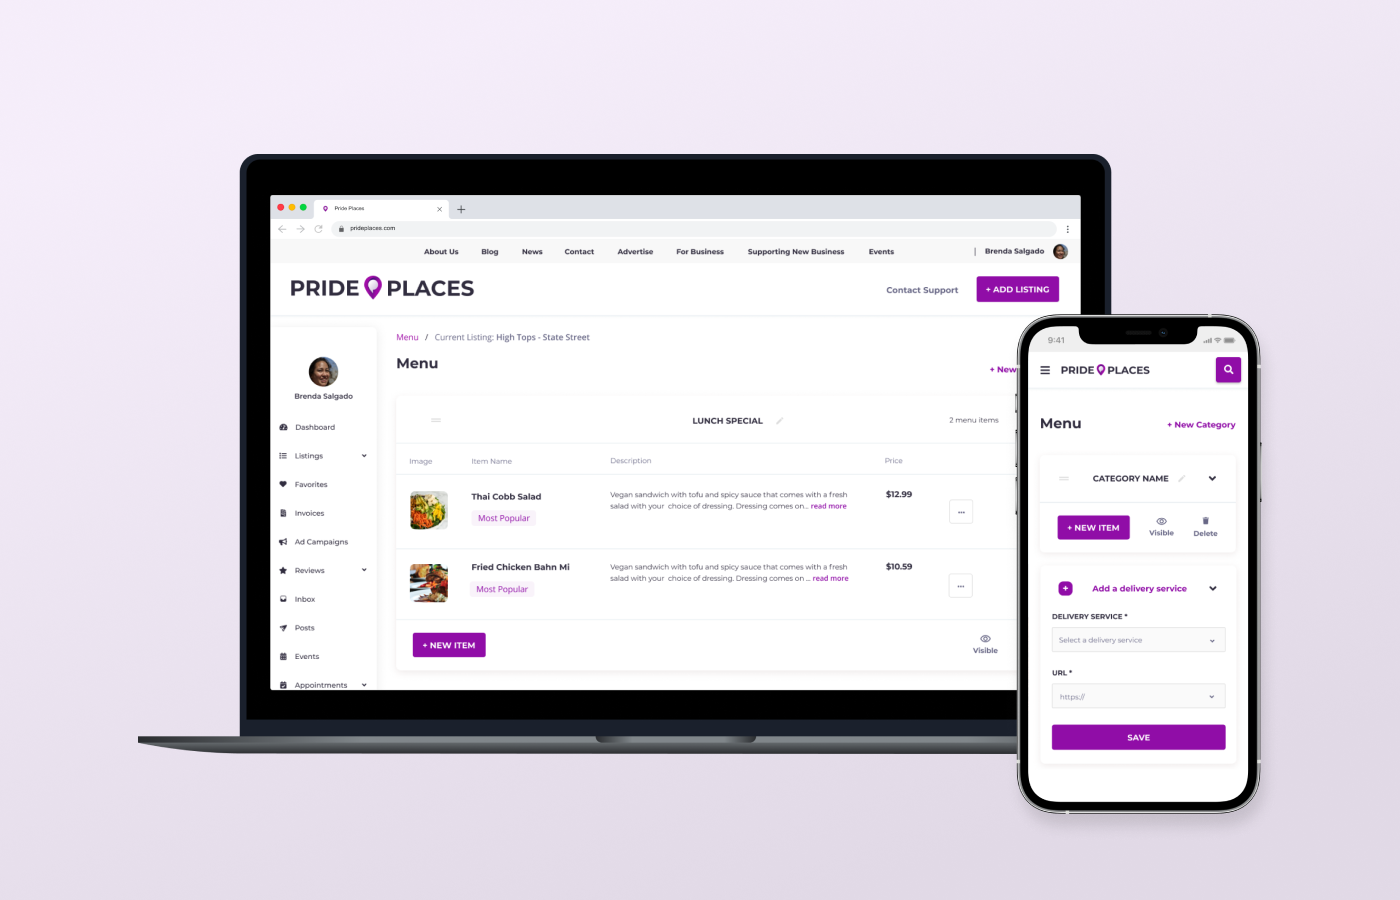 Pride Places
prideplaces.com
About Us Blog News Contact Advertise For Business Supporting New Business Events | Brenda Salgado
PRIDE PLACES
Contact Support + ADD LISTING
Brenda Salgado
Dashboard
Listings
Favorites
Invoices
Ad Campaigns
Reviews
Inbox
Posts
Events
Appointments
Menu / Current Listing: High Tops - State Street
Menu
+ New
LUNCH SPECIAL
2 menu items
Image Item Name Description Price
Thai Cobb Salad
Most Popular
Vegan sandwich with tofu and spicy sauce that comes with a fresh
salad with your choice of dressing. Dressing comes on... read more
$12.99
...
Fried Chicken Bahn Mi
Most Popular
Vegan sandwich with tofu and spicy sauce that comes with a fresh
salad with your choice of dressing. Dressing comes on ... read more
$10.59
...
+ NEW ITEM
Visible
9:41
PRIDE PLACES
Menu
+ New Category
CATEGORY NAME
+ NEW ITEM
Visible
Delete
Add a delivery service
DELIVERY SERVICE *
Select a delivery service
URL *
https://
SAVE